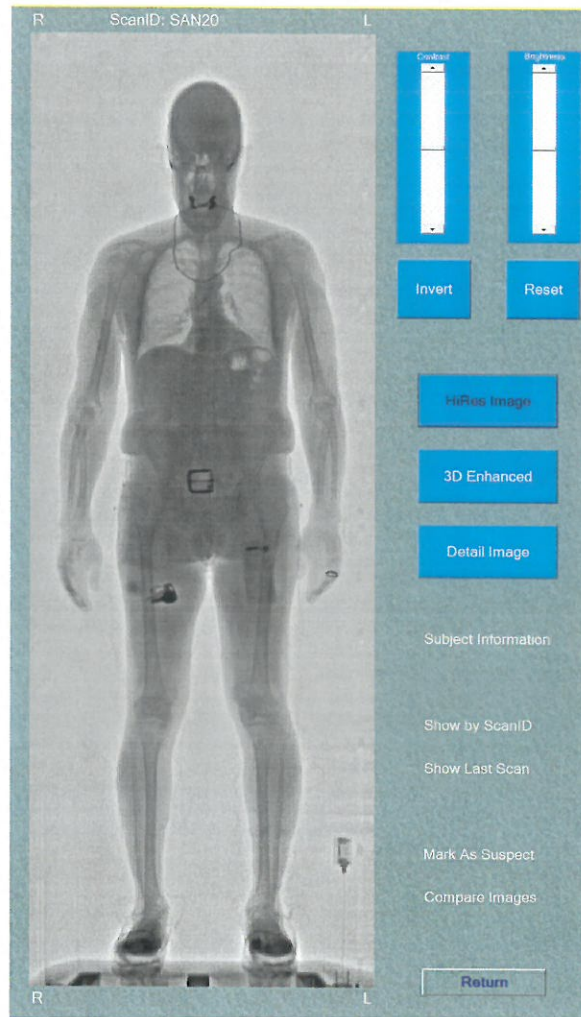 R ScanID: SAN20 L
Contrast
Brightness
Invert
Reset
HiRes Image
3D Enhanced
Detail Image
Subject Information
Show by ScanID
Show Last Scan
Mark As Suspect
Compare Images
Return
R L